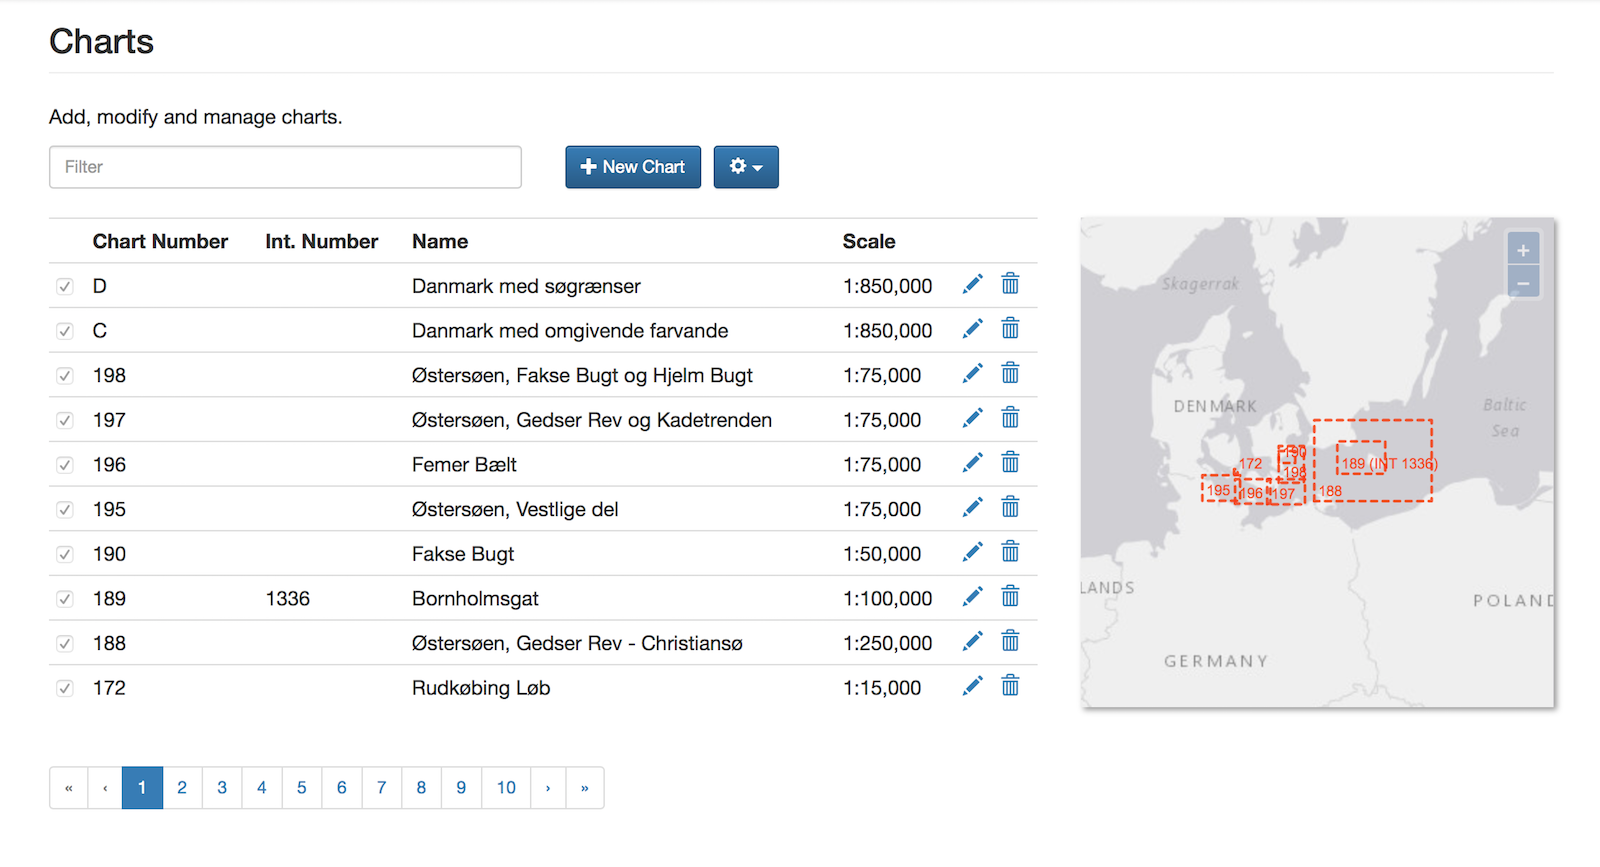 Charts
Add, modify and manage charts.
Filter
New Chart
Chart Number Int. Number Name Scale
D Danmark med søgrænser 1:850,000
C Danmark med omgivende farvande 1:850,000
198 Østersøen, Fakse Bugt og Hjelm Bugt 1:75,000
197 Østersøen, Gedser Rev og Kadetrenden 1:75,000
196 Femer Bælt 1:75,000
195 Østersøen, Vestlige del 1:75,000
190 Fakse Bugt 1:50,000
189 1336 Bornholmsgat 1:100,000
188 Østersøen, Gedser Rev - Christiansø 1:250,000
172 Rudkøbing Løb 1:15,000
« ‹ 1 2 3 4 5 6 7 8 9 10 › »
+
−
Skagerrak
DENMARK
Baltic
Sea
190
172
189 (INT 1336)
198
195
196
197
188
LANDS
POLAND
GERMANY